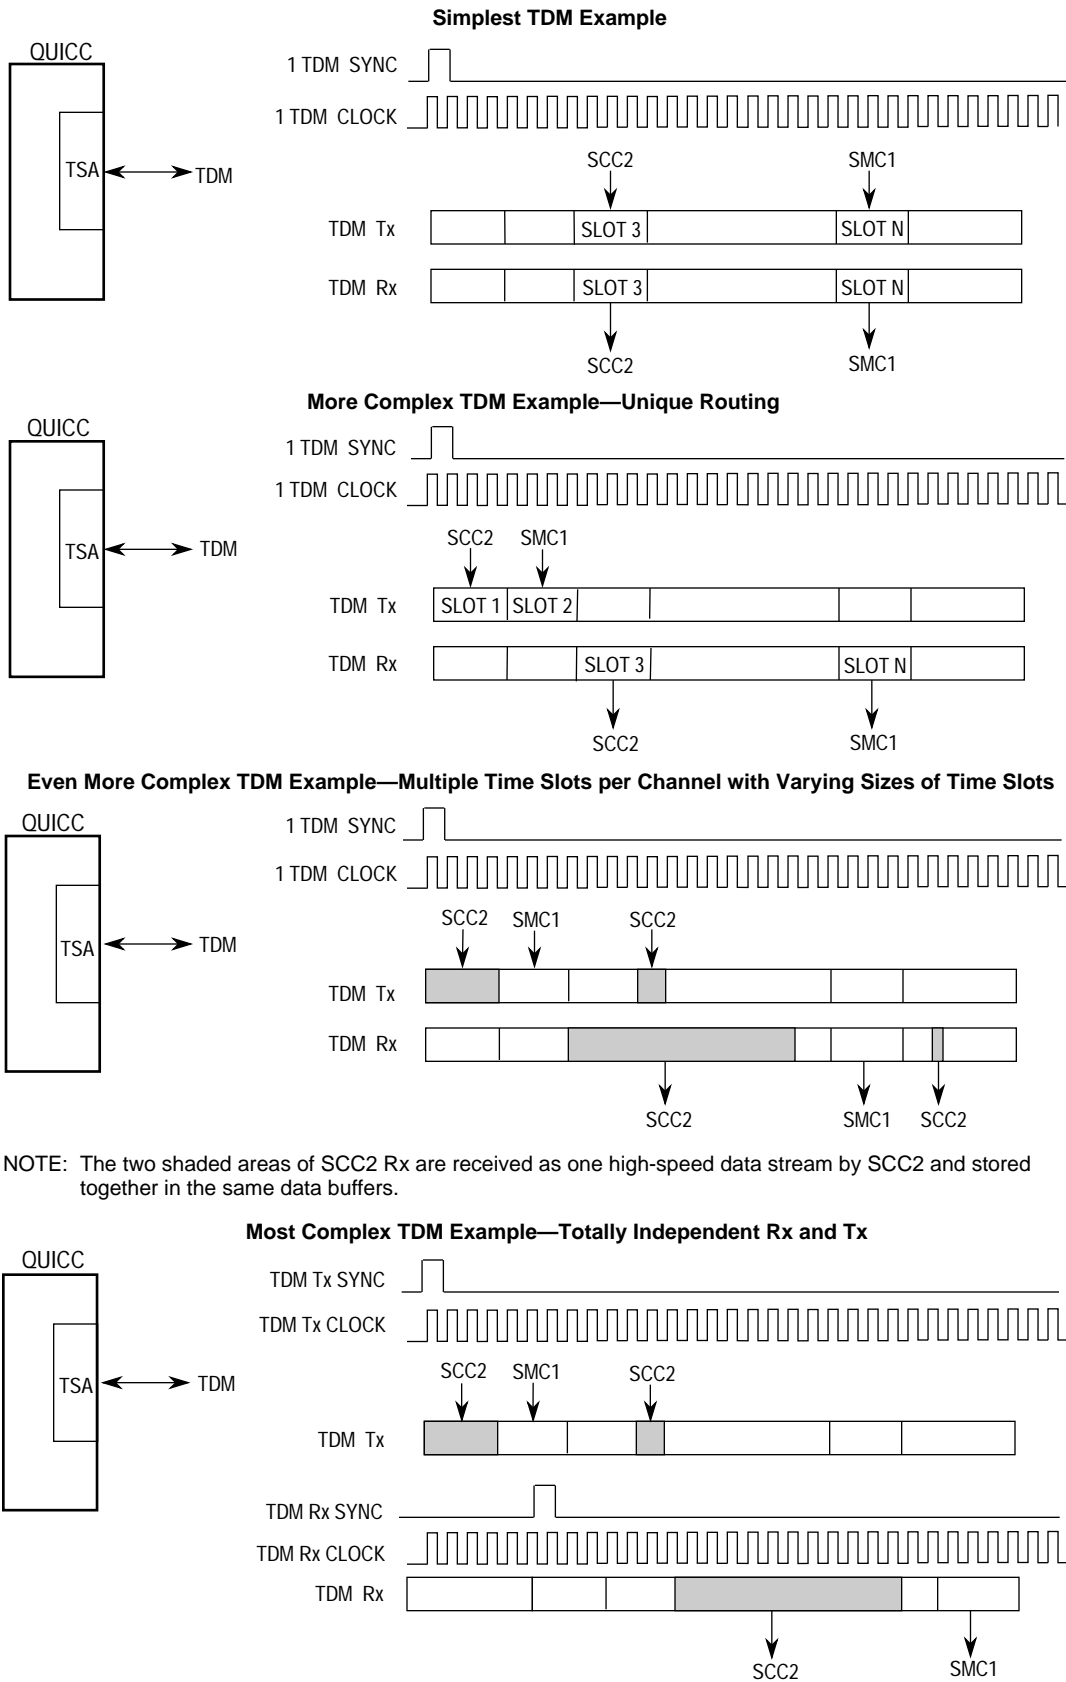 Simplest TDM Example
QUICC
1 TDM SYNC
1 TDM CLOCK
TSA
TDM
SCC2 SMC1
TDM Tx SLOT 3 SLOT N
TDM Rx SLOT 3 SLOT N
SCC2 SMC1
More Complex TDM Example—Unique Routing
QUICC
1 TDM SYNC
1 TDM CLOCK
TSA
TDM
SCC2 SMC1
TDM Tx SLOT 1 SLOT 2
TDM Rx SLOT 3 SLOT N
SCC2 SMC1
Even More Complex TDM Example—Multiple Time Slots per Channel with Varying Sizes of Time Slots
QUICC
1 TDM SYNC
1 TDM CLOCK
TSA
TDM
SCC2 SMC1 SCC2
TDM Tx
TDM Rx
SCC2 SMC1 SCC2
NOTE: The two shaded areas of SCC2 Rx are received as one high-speed data stream by SCC2 and stored
together in the same data buffers.
Most Complex TDM Example—Totally Independent Rx and Tx
QUICC
TDM Tx SYNC
TDM Tx CLOCK
TSA
TDM
SCC2 SMC1 SCC2
TDM Tx
TDM Rx SYNC
TDM Rx CLOCK
TDM Rx
SCC2 SMC1